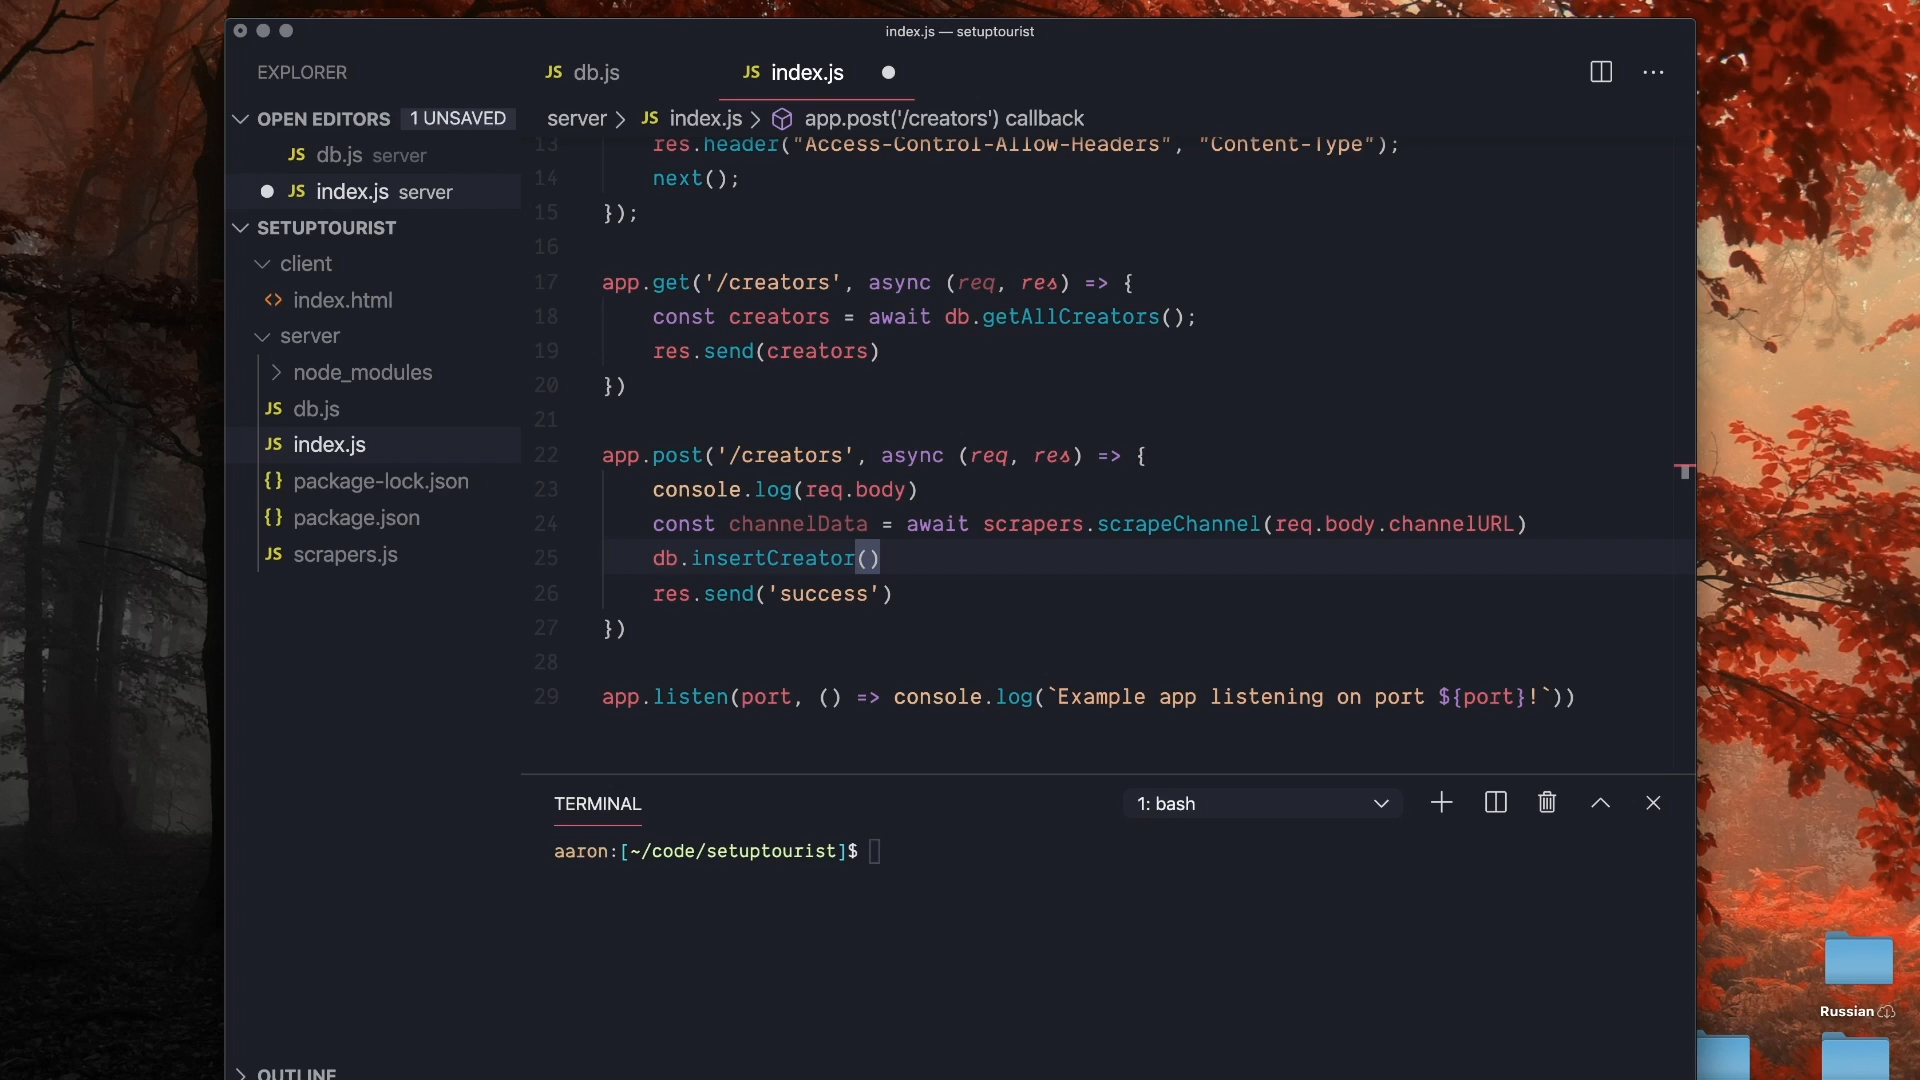 index.js — setuptourist
EXPLORER
JS db.js
JS index.js
OPEN EDITORS 1 UNSAVED
JS db.js server
JS index.js server
SETUPTOURIST
client
<> index.html
server
node_modules
JS db.js
JS index.js
{} package-lock.json
{} package.json
JS scrapers.js
OUTLINE
server > JS index.js > app.post('/creators') callback
13 res.header("Access-Control-Allow-Headers", "Content-Type");
14 next();
15 });
16
17 app.get('/creators', async (req, res) => {
18 const creators = await db.getAllCreators();
19 res.send(creators)
20 })
21
22 app.post('/creators', async (req, res) => {
23 console.log(req.body)
24 const channelData = await scrapers.scrapeChannel(req.body.channelURL)
25 db.insertCreator()
26 res.send('success')
27 })
28
29 app.listen(port, () => console.log(`Example app listening on port ${port}!`))
TERMINAL
1: bash
aaron:[~/code/setuptourist]$
Russian